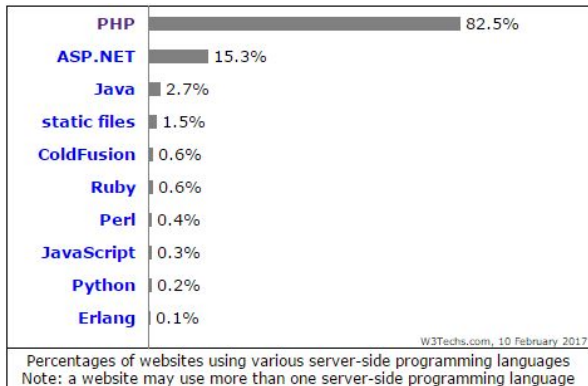 PHP 82.5%
ASP.NET 15.3%
Java 2.7%
static files 1.5%
ColdFusion 0.6%
Ruby 0.6%
Perl 0.4%
JavaScript 0.3%
Python 0.2%
Erlang 0.1%
W3Techs.com, 10 February 2017
Percentages of websites using various server-side programming languages
Note: a website may use more than one server-side programming language